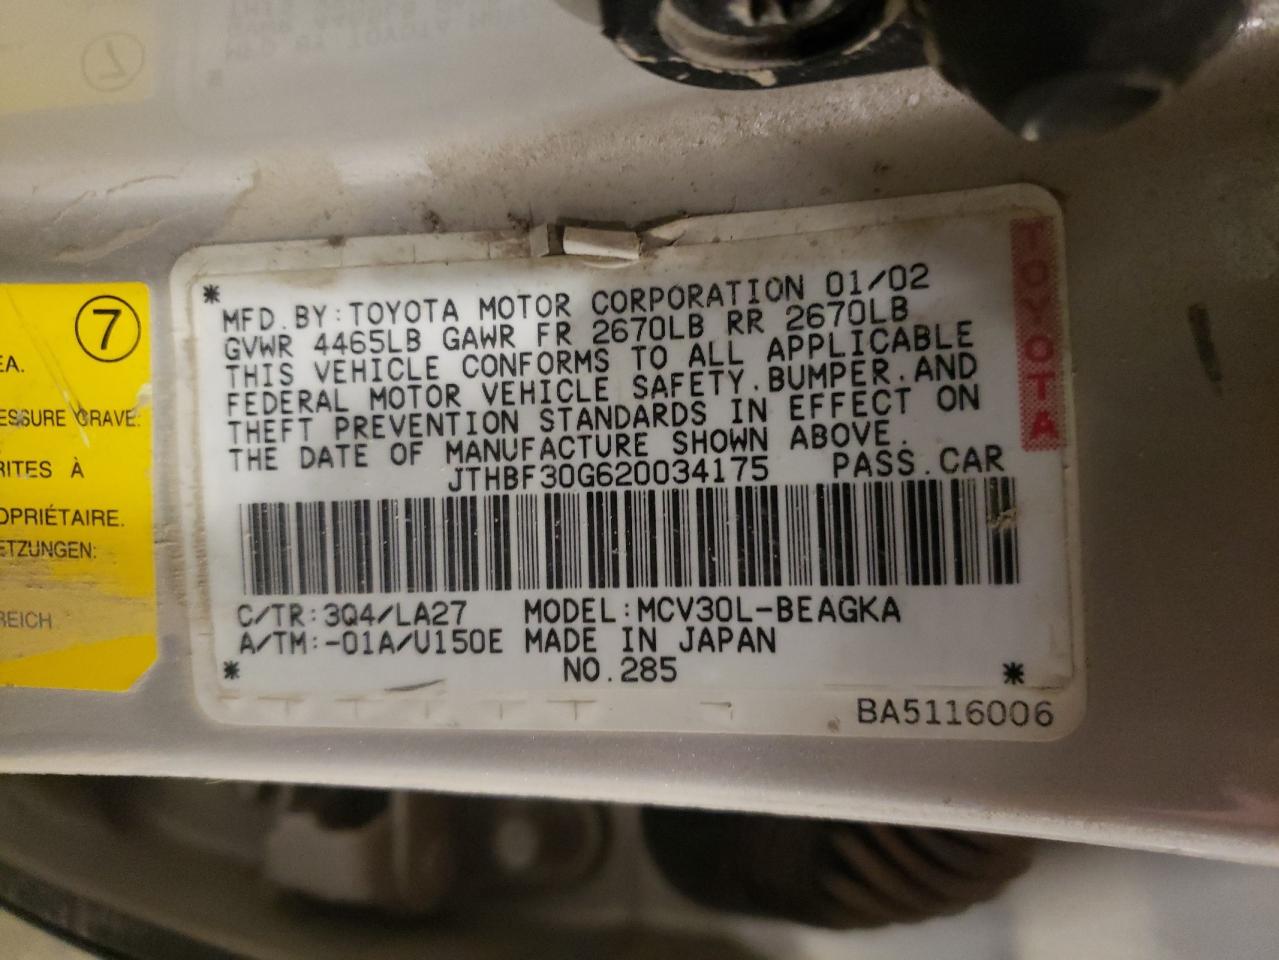 7
EA.
ESSURE GRAVE.
RITES À
OPRIÉTAIRE.
ETZUNGEN:
REICH
* MFD. BY: TOYOTA MOTOR CORPORATION 01/02
GVWR 4465LB GAWR FR 2670LB RR 2670LB
THIS VEHICLE CONFORMS TO ALL APPLICABLE
FEDERAL MOTOR VEHICLE SAFETY. BUMPER. AND
THEFT PREVENTION STANDARDS IN EFFECT ON
THE DATE OF MANUFACTURE SHOWN ABOVE.
JTHBF30G620034175 PASS. CAR
C/TR: 3Q4/LA27 MODEL: MCV30L-BEAGKA
A/TM:-01A/U150E MADE IN JAPAN
* NO. 285 *
BA5116006
TOYOTA